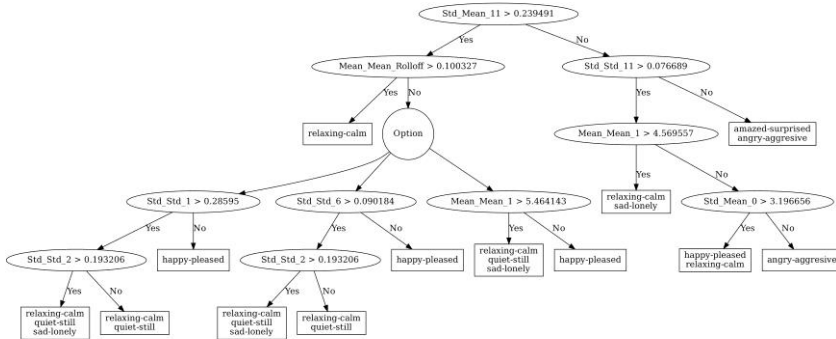 Std_Mean_11 > 0.239491
Yes
No
Mean_Mean_Rolloff > 0.100327
Std_Std_11 > 0.076689
Yes
No
Yes
No
relaxing-calm
Option
Mean_Mean_1 > 4.569557
amazed-surprised
angry-aggresive
Yes
No
Std_Std_1 > 0.28595
Std_Std_6 > 0.090184
Mean_Mean_1 > 5.464143
relaxing-calm
sad-lonely
Std_Mean_0 > 3.196656
Yes
No
Yes
No
Yes
No
Yes
No
Std_Std_2 > 0.193206
happy-pleased
Std_Std_2 > 0.193206
happy-pleased
relaxing-calm
quiet-still
sad-lonely
happy-pleased
happy-pleased
relaxing-calm
angry-aggresive
Yes
No
Yes
No
relaxing-calm
quiet-still
sad-lonely
relaxing-calm
quiet-still
relaxing-calm
quiet-still
sad-lonely
relaxing-calm
quiet-still